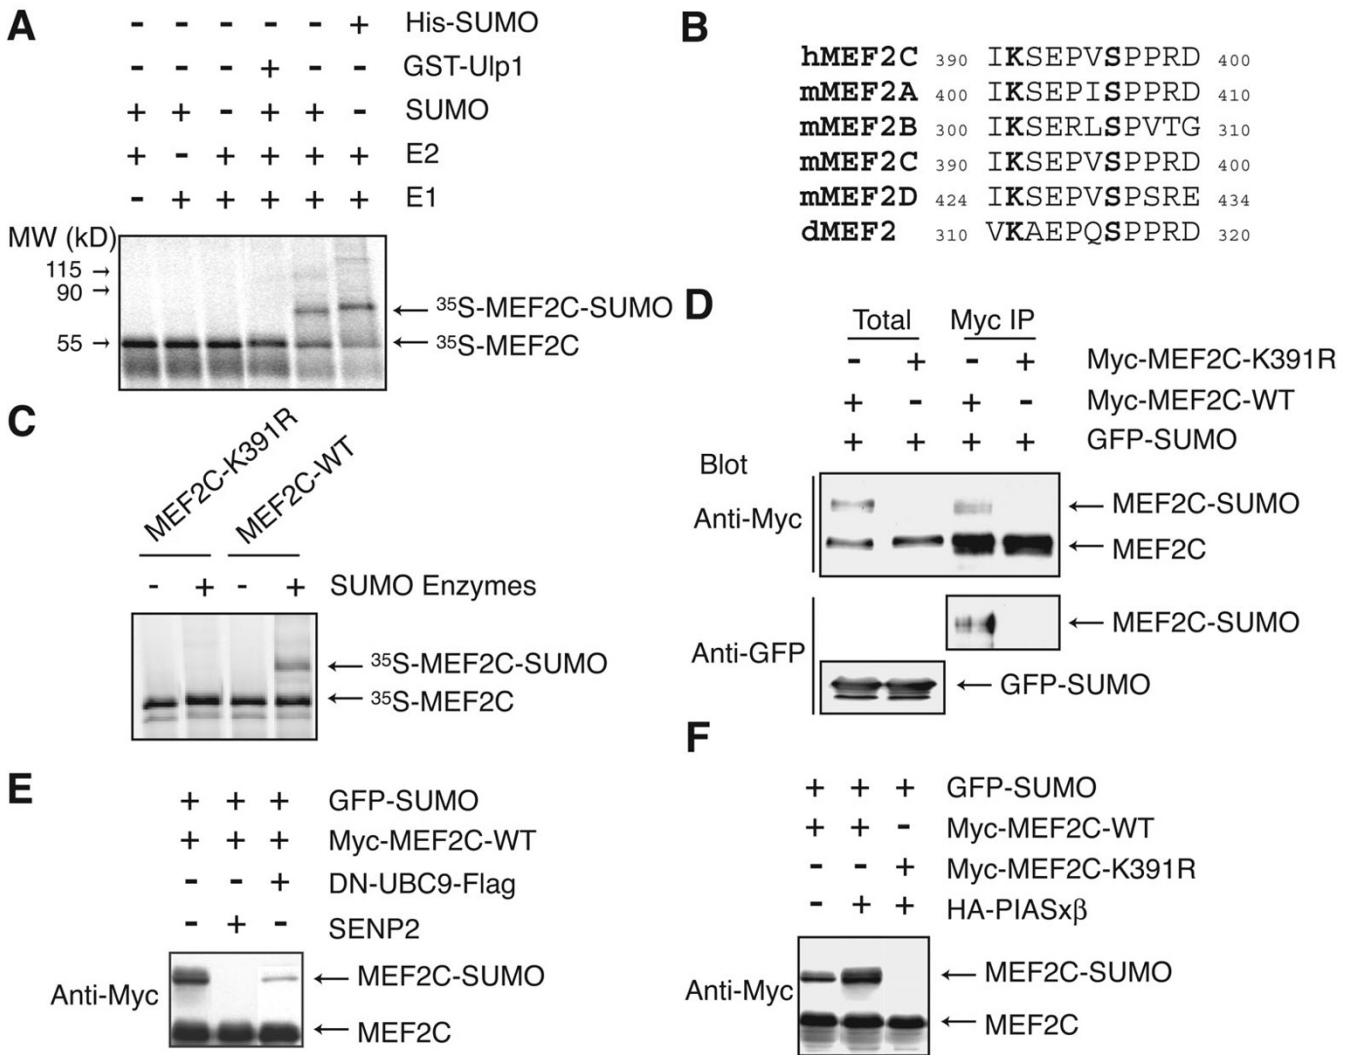 A
- - - - - + His-SUMO
- - - + - - GST-Ulp1
+ + - + + - SUMO
+ - + + + + E2
- + + + + + E1
MW (kD)
115 →
90 →
55 →
← ³⁵S-MEF2C-SUMO
← ³⁵S-MEF2C
B
hMEF2C 390 IKSEPVSPPRD 400
mMEF2A 400 IKSEPISPPRD 410
mMEF2B 300 IKSERLSPVTG 310
mMEF2C 390 IKSEPVSPPRD 400
mMEF2D 424 IKSEPVSPSRE 434
dMEF2 310 VKAEPQSPPRD 320
C
MEF2C-K391R
MEF2C-WT
- + - + SUMO Enzymes
← ³⁵S-MEF2C-SUMO
← ³⁵S-MEF2C
D
Total Myc IP
- + - + Myc-MEF2C-K391R
+ - + - Myc-MEF2C-WT
+ + + + GFP-SUMO
Blot
Anti-Myc
← MEF2C-SUMO
← MEF2C
Anti-GFP
← MEF2C-SUMO
← GFP-SUMO
E
+ + + GFP-SUMO
+ + + Myc-MEF2C-WT
- - + DN-UBC9-Flag
- + - SENP2
Anti-Myc
← MEF2C-SUMO
← MEF2C
F
+ + + GFP-SUMO
+ + - Myc-MEF2C-WT
- - + Myc-MEF2C-K391R
- + + HA-PIASxβ
Anti-Myc
← MEF2C-SUMO
← MEF2C